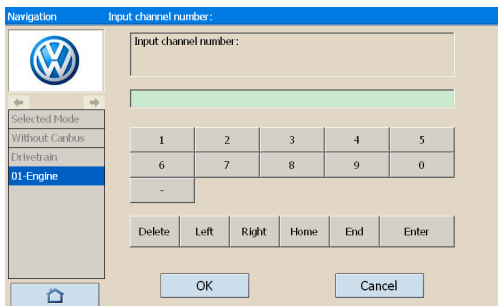 Navigation
Input channel number:
Input channel number:
Selected Mode
Without Canbus
Drivetrain
01-Engine
1 2 3 4 5
6 7 8 9 0
-
Delete Left Right Home End Enter
OK Cancel